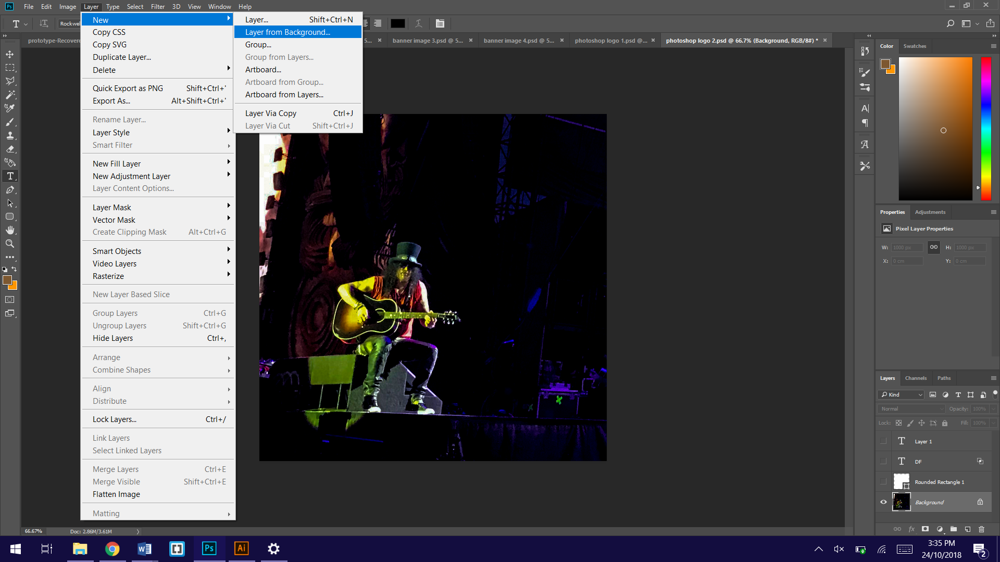 Ps File Edit Image Layer Type Select Filter 3D View Window Help
T T Rockwel
prototype-Recovere 5... × banner image 3.psd @ 5... × banner image 4.psd @ 5... × photoshop logo 1.psd @... × photoshop logo 2.psd @ 66.7% (Background, RGB/8#) * ×
New
Copy CSS
Copy SVG
Duplicate Layer...
Delete
Quick Export as PNG Shift+Ctrl+'
Export As... Alt+Shift+Ctrl+'
Rename Layer...
Layer Style
Smart Filter
New Fill Layer
New Adjustment Layer
Layer Content Options...
Layer Mask
Vector Mask
Create Clipping Mask Alt+Ctrl+G
Smart Objects
Video Layers
Rasterize
New Layer Based Slice
Group Layers Ctrl+G
Ungroup Layers Shift+Ctrl+G
Hide Layers Ctrl+,
Arrange
Combine Shapes
Align
Distribute
Lock Layers... Ctrl+/
Link Layers
Select Linked Layers
Merge Layers Ctrl+E
Merge Visible Shift+Ctrl+E
Flatten Image
Matting
Layer... Shift+Ctrl+N
Layer from Background...
Group...
Group from Layers...
Artboard...
Artboard from Group...
Artboard from Layers...
Layer Via Copy Ctrl+J
Layer Via Cut Shift+Ctrl+J
Color Swatches
Properties Adjustments
Pixel Layer Properties
W: 1000 px H: 1000 px
X: 0 cm Y: 0 cm
Layers Channels Paths
Kind
Normal Opacity: 100%
Lock: Fill: 100%
Layer 1
DF
Rounded Rectangle 1
Background
fx
66.67% Doc: 2.86M/3.61M
Ps Ai
3:35 PM
24/10/2018
2